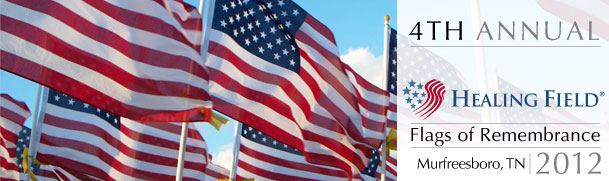 4TH ANNUAL
HEALING FIELD®
Flags of Remembrance
Murfreesboro, TN | 2012